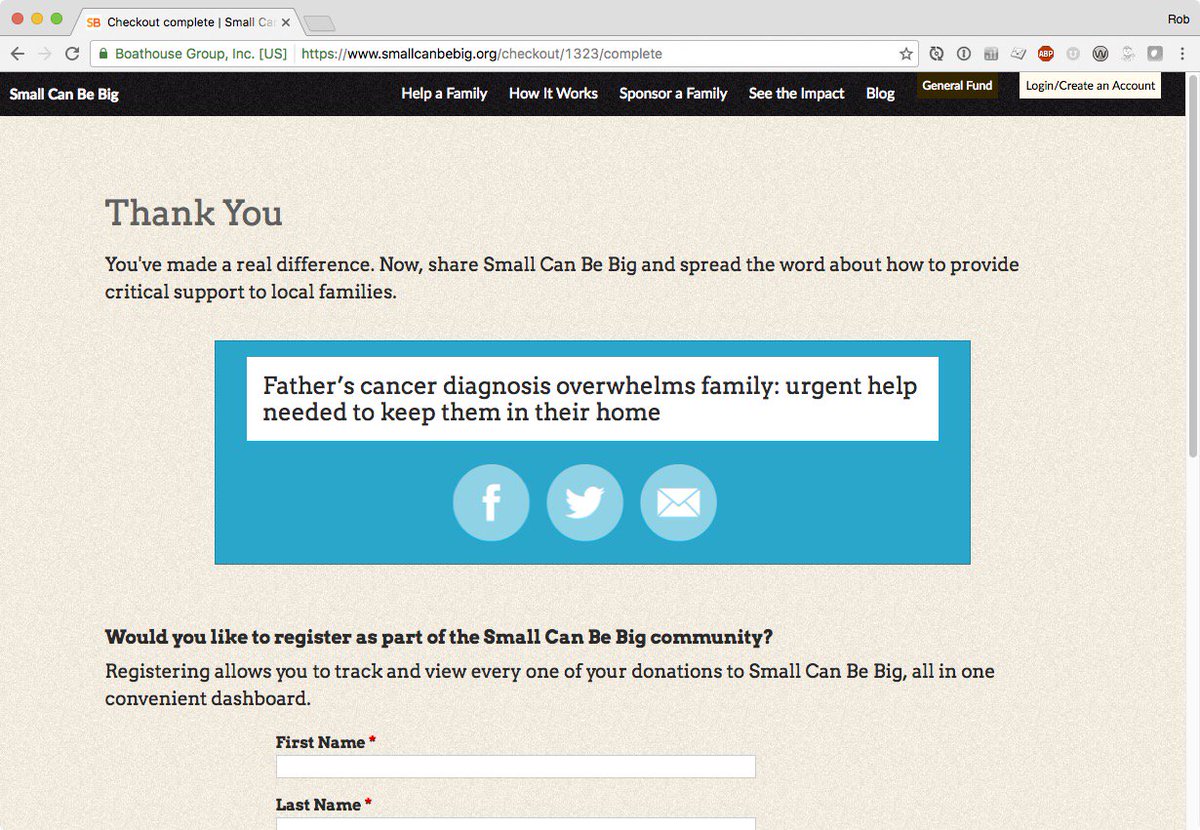 SB Checkout complete | Small Ca
Rob
Boathouse Group, Inc. [US] https://www.smallcanbebig.org/checkout/1323/complete
ABP
W
Small Can Be Big
Help a Family How It Works Sponsor a Family See the Impact Blog General Fund Login/Create an Account
Thank You
You've made a real difference. Now, share Small Can Be Big and spread the word about how to provide
critical support to local families.
Father’s cancer diagnosis overwhelms family: urgent help
needed to keep them in their home
Would you like to register as part of the Small Can Be Big community?
Registering allows you to track and view every one of your donations to Small Can Be Big, all in one
convenient dashboard.
First Name *
Last Name *